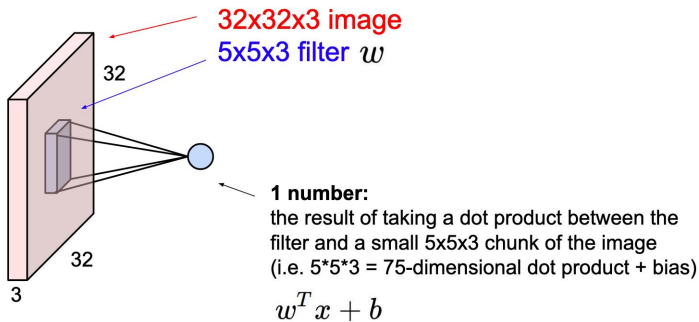 32x32x3 image
5x5x3 filter w
32
1 number:
the result of taking a dot product between the
filter and a small 5x5x3 chunk of the image
(i.e. 5*5*3 = 75-dimensional dot product + bias)
32
3
w^T x + b